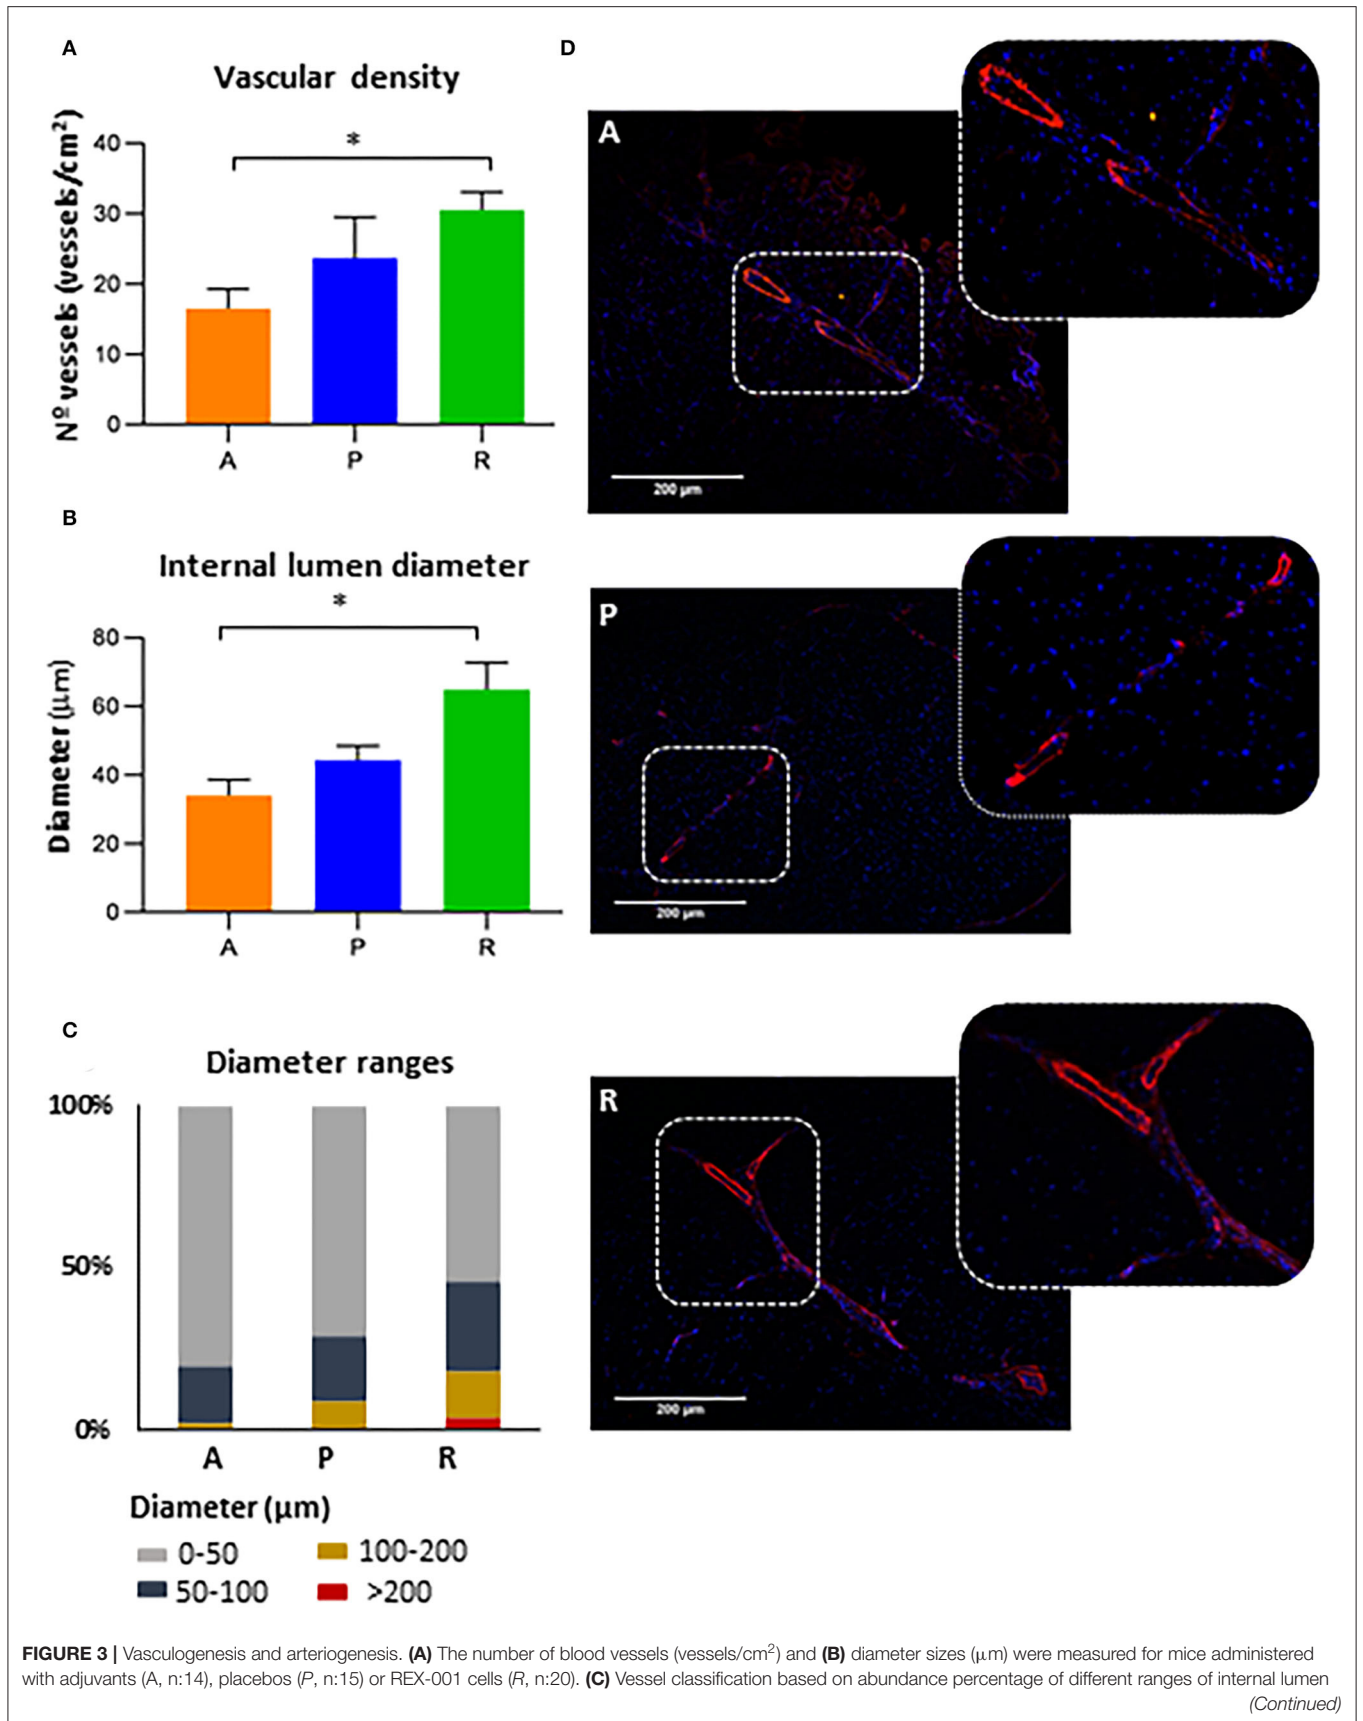 A
Vascular density
*
Nº vessels (vessels/cm²)
40
30
20
10
0
A P R
B
Internal lumen diameter
*
Diameter (µm)
80
60
40
20
0
A P R
C
Diameter ranges
100%
50%
0%
A P R
Diameter (µm)
0-50 100-200
50-100 >200
D
A
200 µm
P
200 µm
R
200 µm
FIGURE 3 | Vasculogenesis and arteriogenesis. (A) The number of blood vessels (vessels/cm²) and (B) diameter sizes (µm) were measured for mice administered
with adjuvants (A, n:14), placebos (P, n:15) or REX-001 cells (R, n:20). (C) Vessel classification based on abundance percentage of different ranges of internal lumen
(Continued)